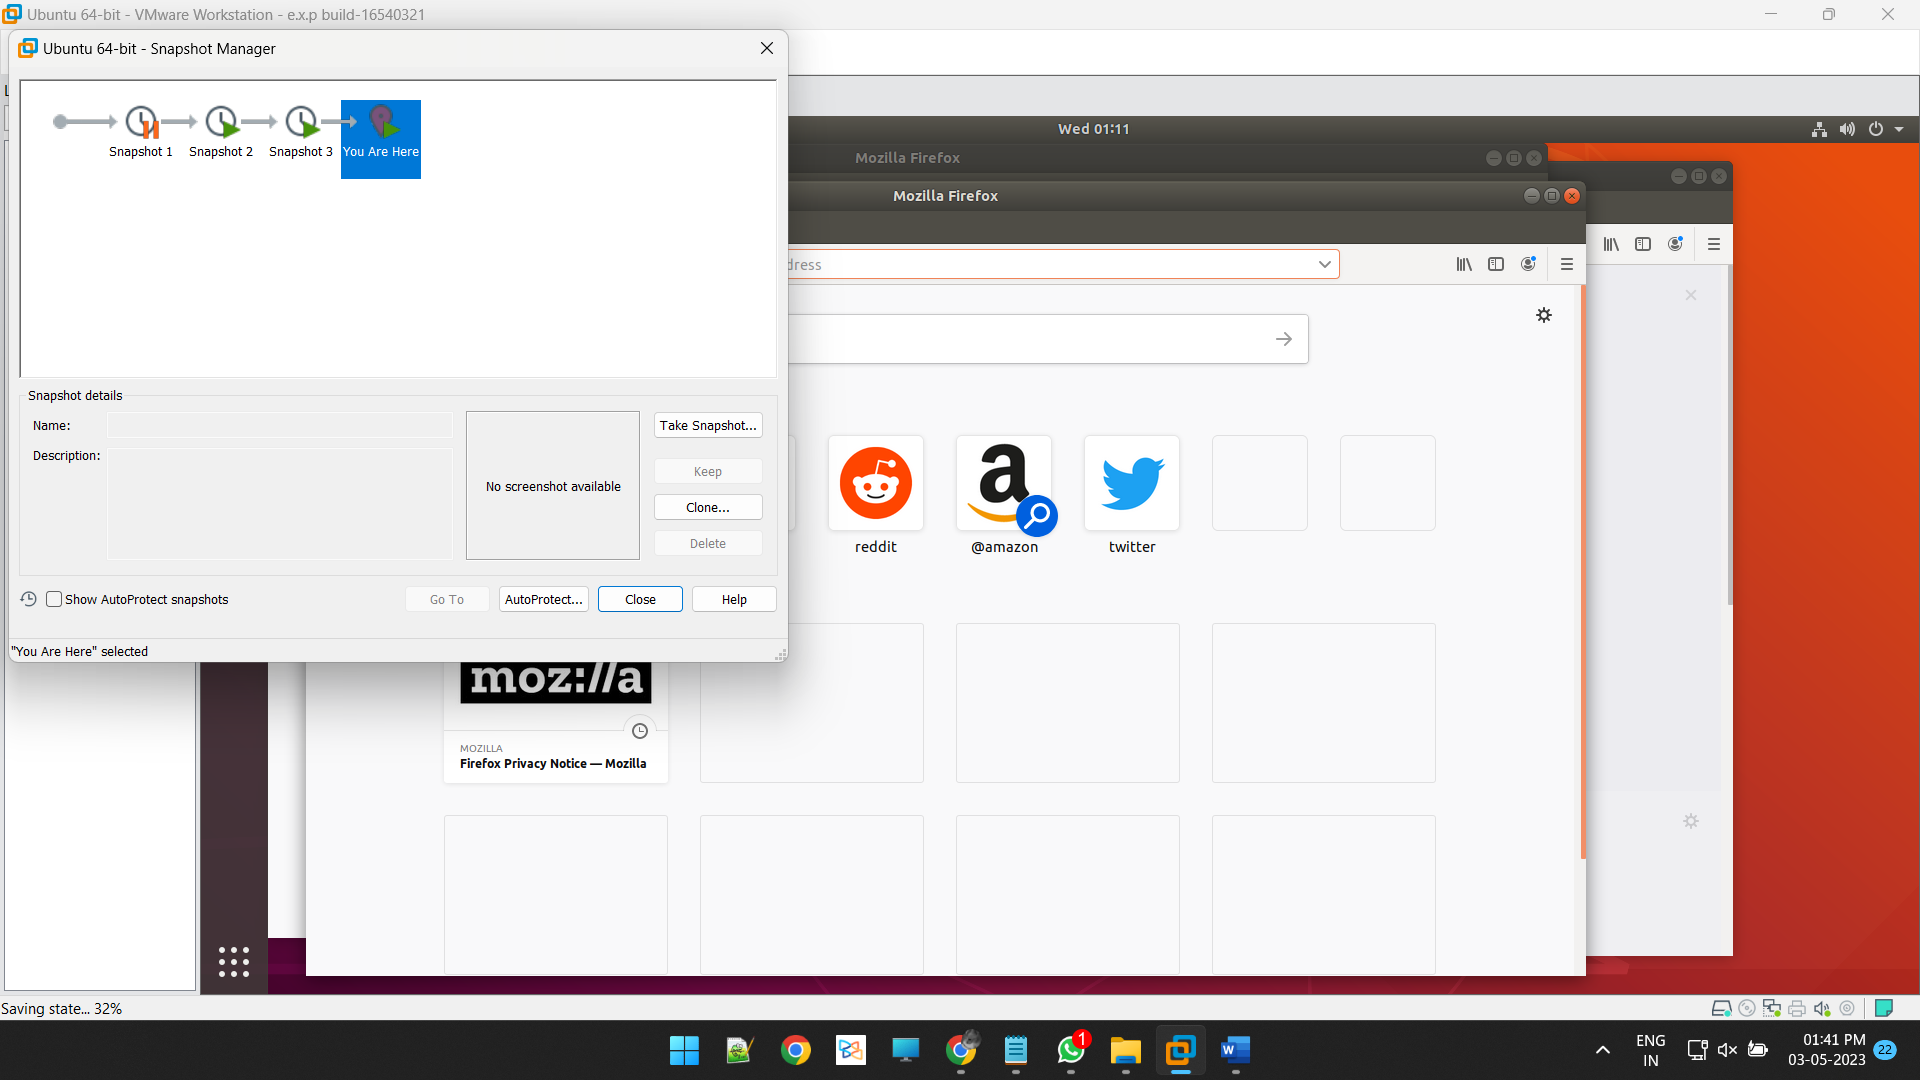 Ubuntu 64-bit - VMware Workstation - e.x.p build-16540321
Ubuntu 64-bit - Snapshot Manager
Snapshot 1
Snapshot 2
Snapshot 3
You Are Here
Snapshot details
Name:
Description:
No screenshot available
Take Snapshot...
Keep
Clone...
Delete
Show AutoProtect snapshots
Go To
AutoProtect...
Close
Help
"You Are Here" selected
Wed 01:11
Mozilla Firefox
Mozilla Firefox
dress
reddit
@amazon
twitter
moz://a
MOZILLA
Firefox Privacy Notice — Mozilla
Saving state... 32%
1
ENG
IN
01:41 PM
03-05-2023
22